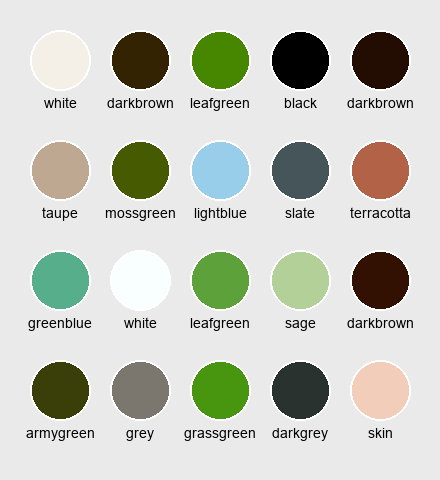 white darkbrown leafgreen black darkbrown
taupe mossgreen lightblue slate terracotta
greenblue white leafgreen sage darkbrown
armygreen grey grassgreen darkgrey skin